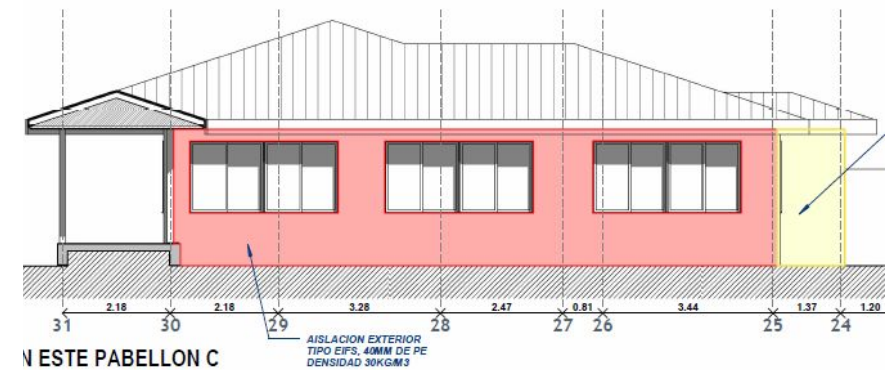 2.18 2.18 3.28 2.47 0.81 3.44 1.37 1.20
31 30 29 28 27 26 25 24
AISLACION EXTERIOR
TIPO EIFS, 40MM DE PE
DENSIDAD 30KG/M3
N ESTE PABELLON C